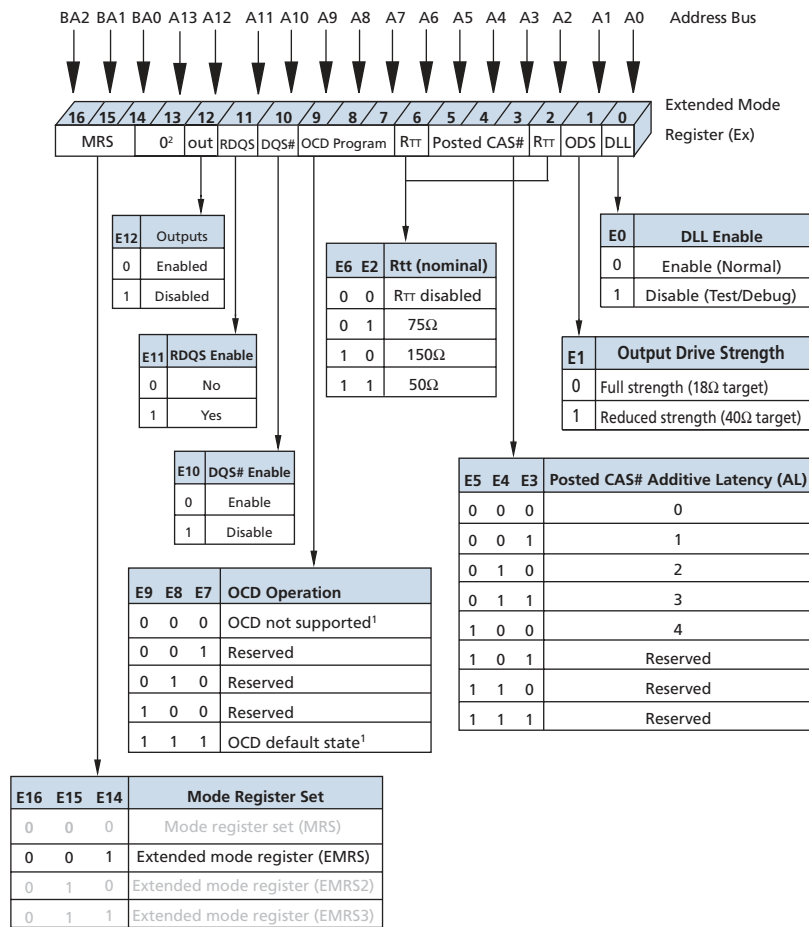 BA2 BA1 BA0 A13 A12 A11 A10 A9 A8 A7 A6 A5 A4 A3 A2 A1 A0 Address Bus
16 15 14 13 12 11 10 9 8 7 6 5 4 3 2 1 0
Extended Mode
Register (Ex)
MRS 0² out RDQS DQS# OCD Program RTT Posted CAS# RTT ODS DLL
E12 Outputs
0 Enabled
1 Disabled
E11 RDQS Enable
0 No
1 Yes
E10 DQS# Enable
0 Enable
1 Disable
E6 E2 Rtt (nominal)
0 0 RTT disabled
0 1 75Ω
1 0 150Ω
1 1 50Ω
E0 DLL Enable
0 Enable (Normal)
1 Disable (Test/Debug)
E1 Output Drive Strength
0 Full strength (18Ω target)
1 Reduced strength (40Ω target)
E5 E4 E3 Posted CAS# Additive Latency (AL)
0 0 0 0
0 0 1 1
0 1 0 2
0 1 1 3
1 0 0 4
1 0 1 Reserved
1 1 0 Reserved
1 1 1 Reserved
E9 E8 E7 OCD Operation
0 0 0 OCD not supported¹
0 0 1 Reserved
0 1 0 Reserved
1 0 0 Reserved
1 1 1 OCD default state¹
E16 E15 E14 Mode Register Set
0 0 0 Mode register set (MRS)
0 0 1 Extended mode register (EMRS)
0 1 0 Extended mode register (EMRS2)
0 1 1 Extended mode register (EMRS3)